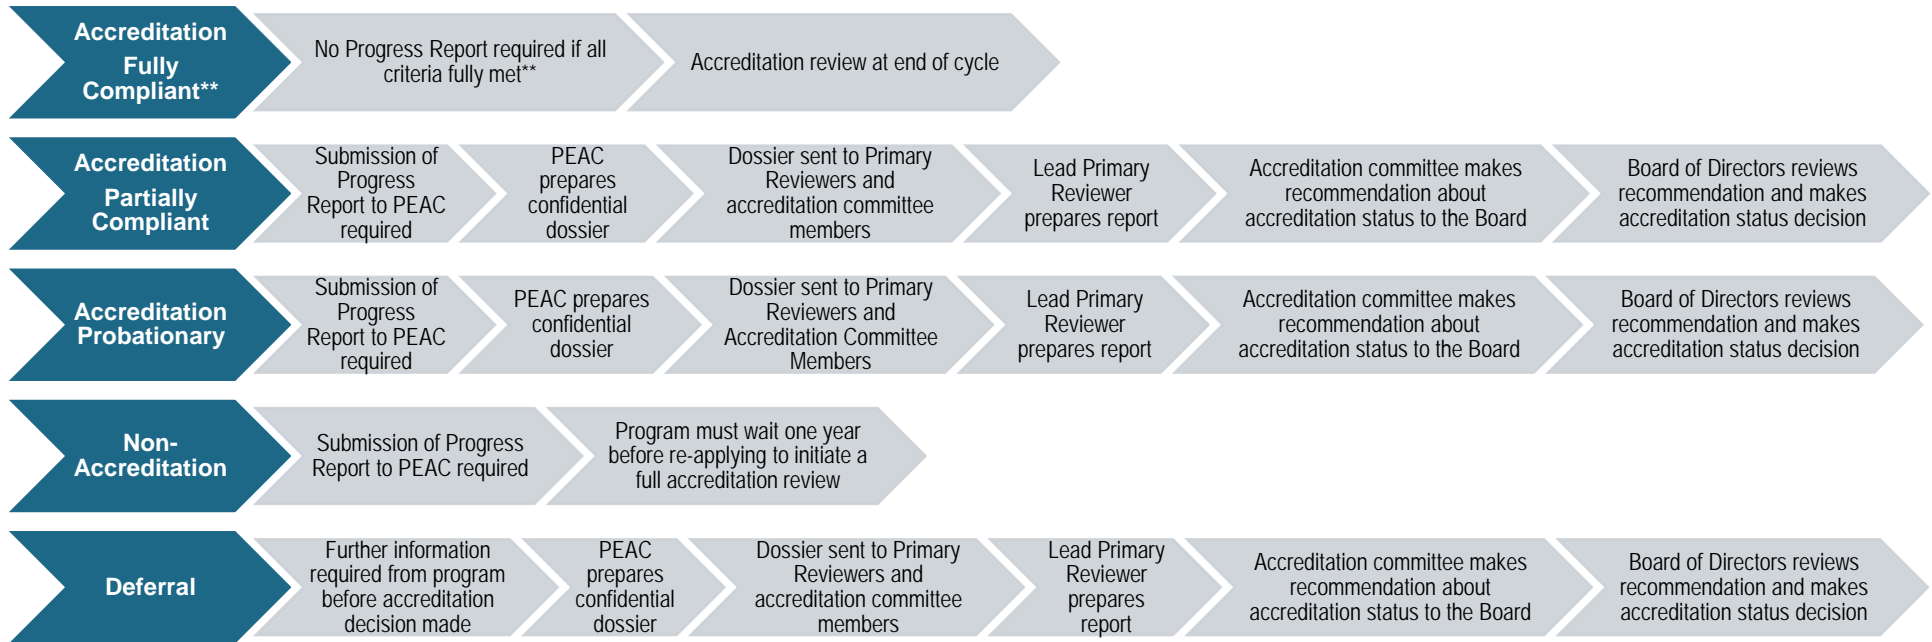 Accreditation
Fully
Compliant**
No Progress Report required if all
criteria fully met**
Accreditation review at end of cycle
Accreditation
Partially
Compliant
Submission of
Progress
Report to PEAC
required
PEAC
prepares
confidential
dossier
Dossier sent to Primary
Reviewers and
accreditation committee
members
Lead Primary
Reviewer
prepares report
Accreditation committee makes
recommendation about
accreditation status to the Board
Board of Directors reviews
recommendation and makes
accreditation status decision
Accreditation
Probationary
Submission of
Progress
Report to PEAC
required
PEAC prepares
confidential
dossier
Dossier sent to Primary
Reviewers and
Accreditation Committee
Members
Lead Primary
Reviewer
prepares report
Accreditation committee makes
recommendation about
accreditation status to the Board
Board of Directors reviews
recommendation and makes
accreditation status decision
Non-
Accreditation
Submission of Progress
Report to PEAC required
Program must wait one year
before re-applying to initiate a
full accreditation review
Deferral
Further information
required from program
before accreditation
decision made
PEAC
prepares
confidential
dossier
Dossier sent to Primary
Reviewers and
accreditation committee
members
Lead Primary
Reviewer
prepares
report
Accreditation committee makes
recommendation about
accreditation status to the Board
Board of Directors reviews
recommendation and makes
accreditation status decision